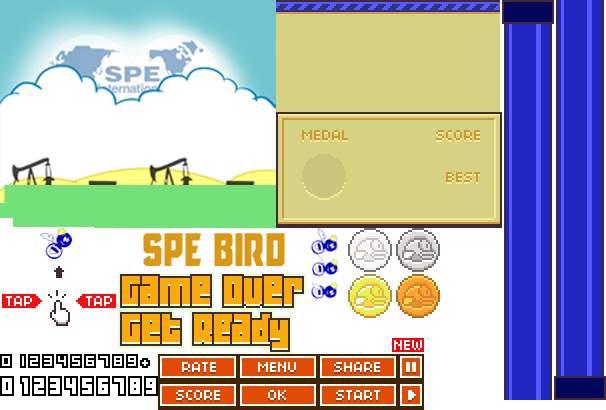 SPE
International
MEDAL SCORE
BEST
SPE BIRD
TAP TAP
Game Over
Get Ready
NEW
0 123456789+
0 123456789
RATE MENU SHARE
SCORE OK START